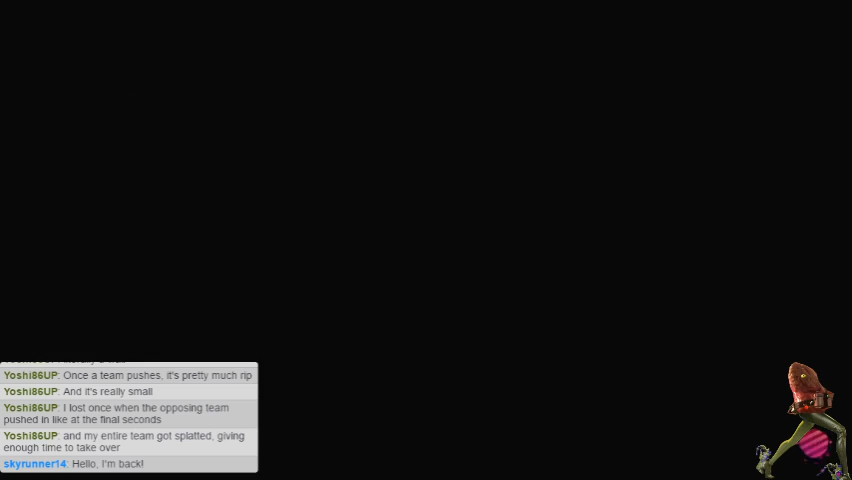 Yoshi86UP: Once a team pushes, it's pretty much rip
Yoshi86UP: And it's really small
Yoshi86UP: I lost once when the opposing team
pushed in like at the final seconds
Yoshi86UP: and my entire team got splatted, giving
enough time to take over
skyrunner14: Hello, I'm back!